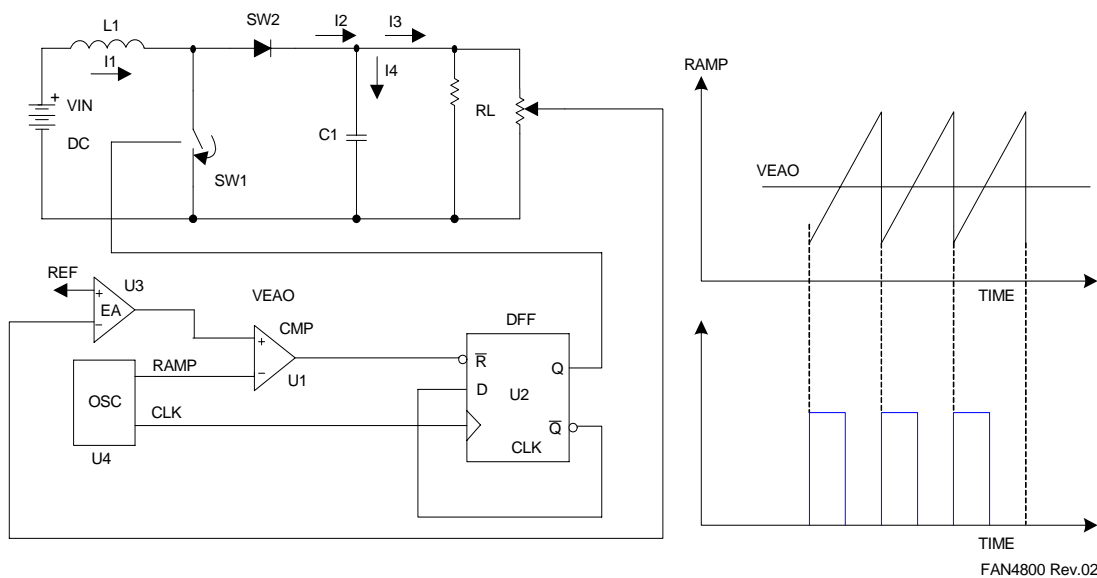 L1
SW2
I2
I3
I1
I4
+
VIN
DC
SW1
C1
RL
RAMP
VEAO
TIME
REF
U3
+
EA
−
VEAO
CMP
+
−
U1
RAMP
OSC
CLK
U4
DFF
R
D
U2
Q
Q
CLK
TIME
FAN4800 Rev.02